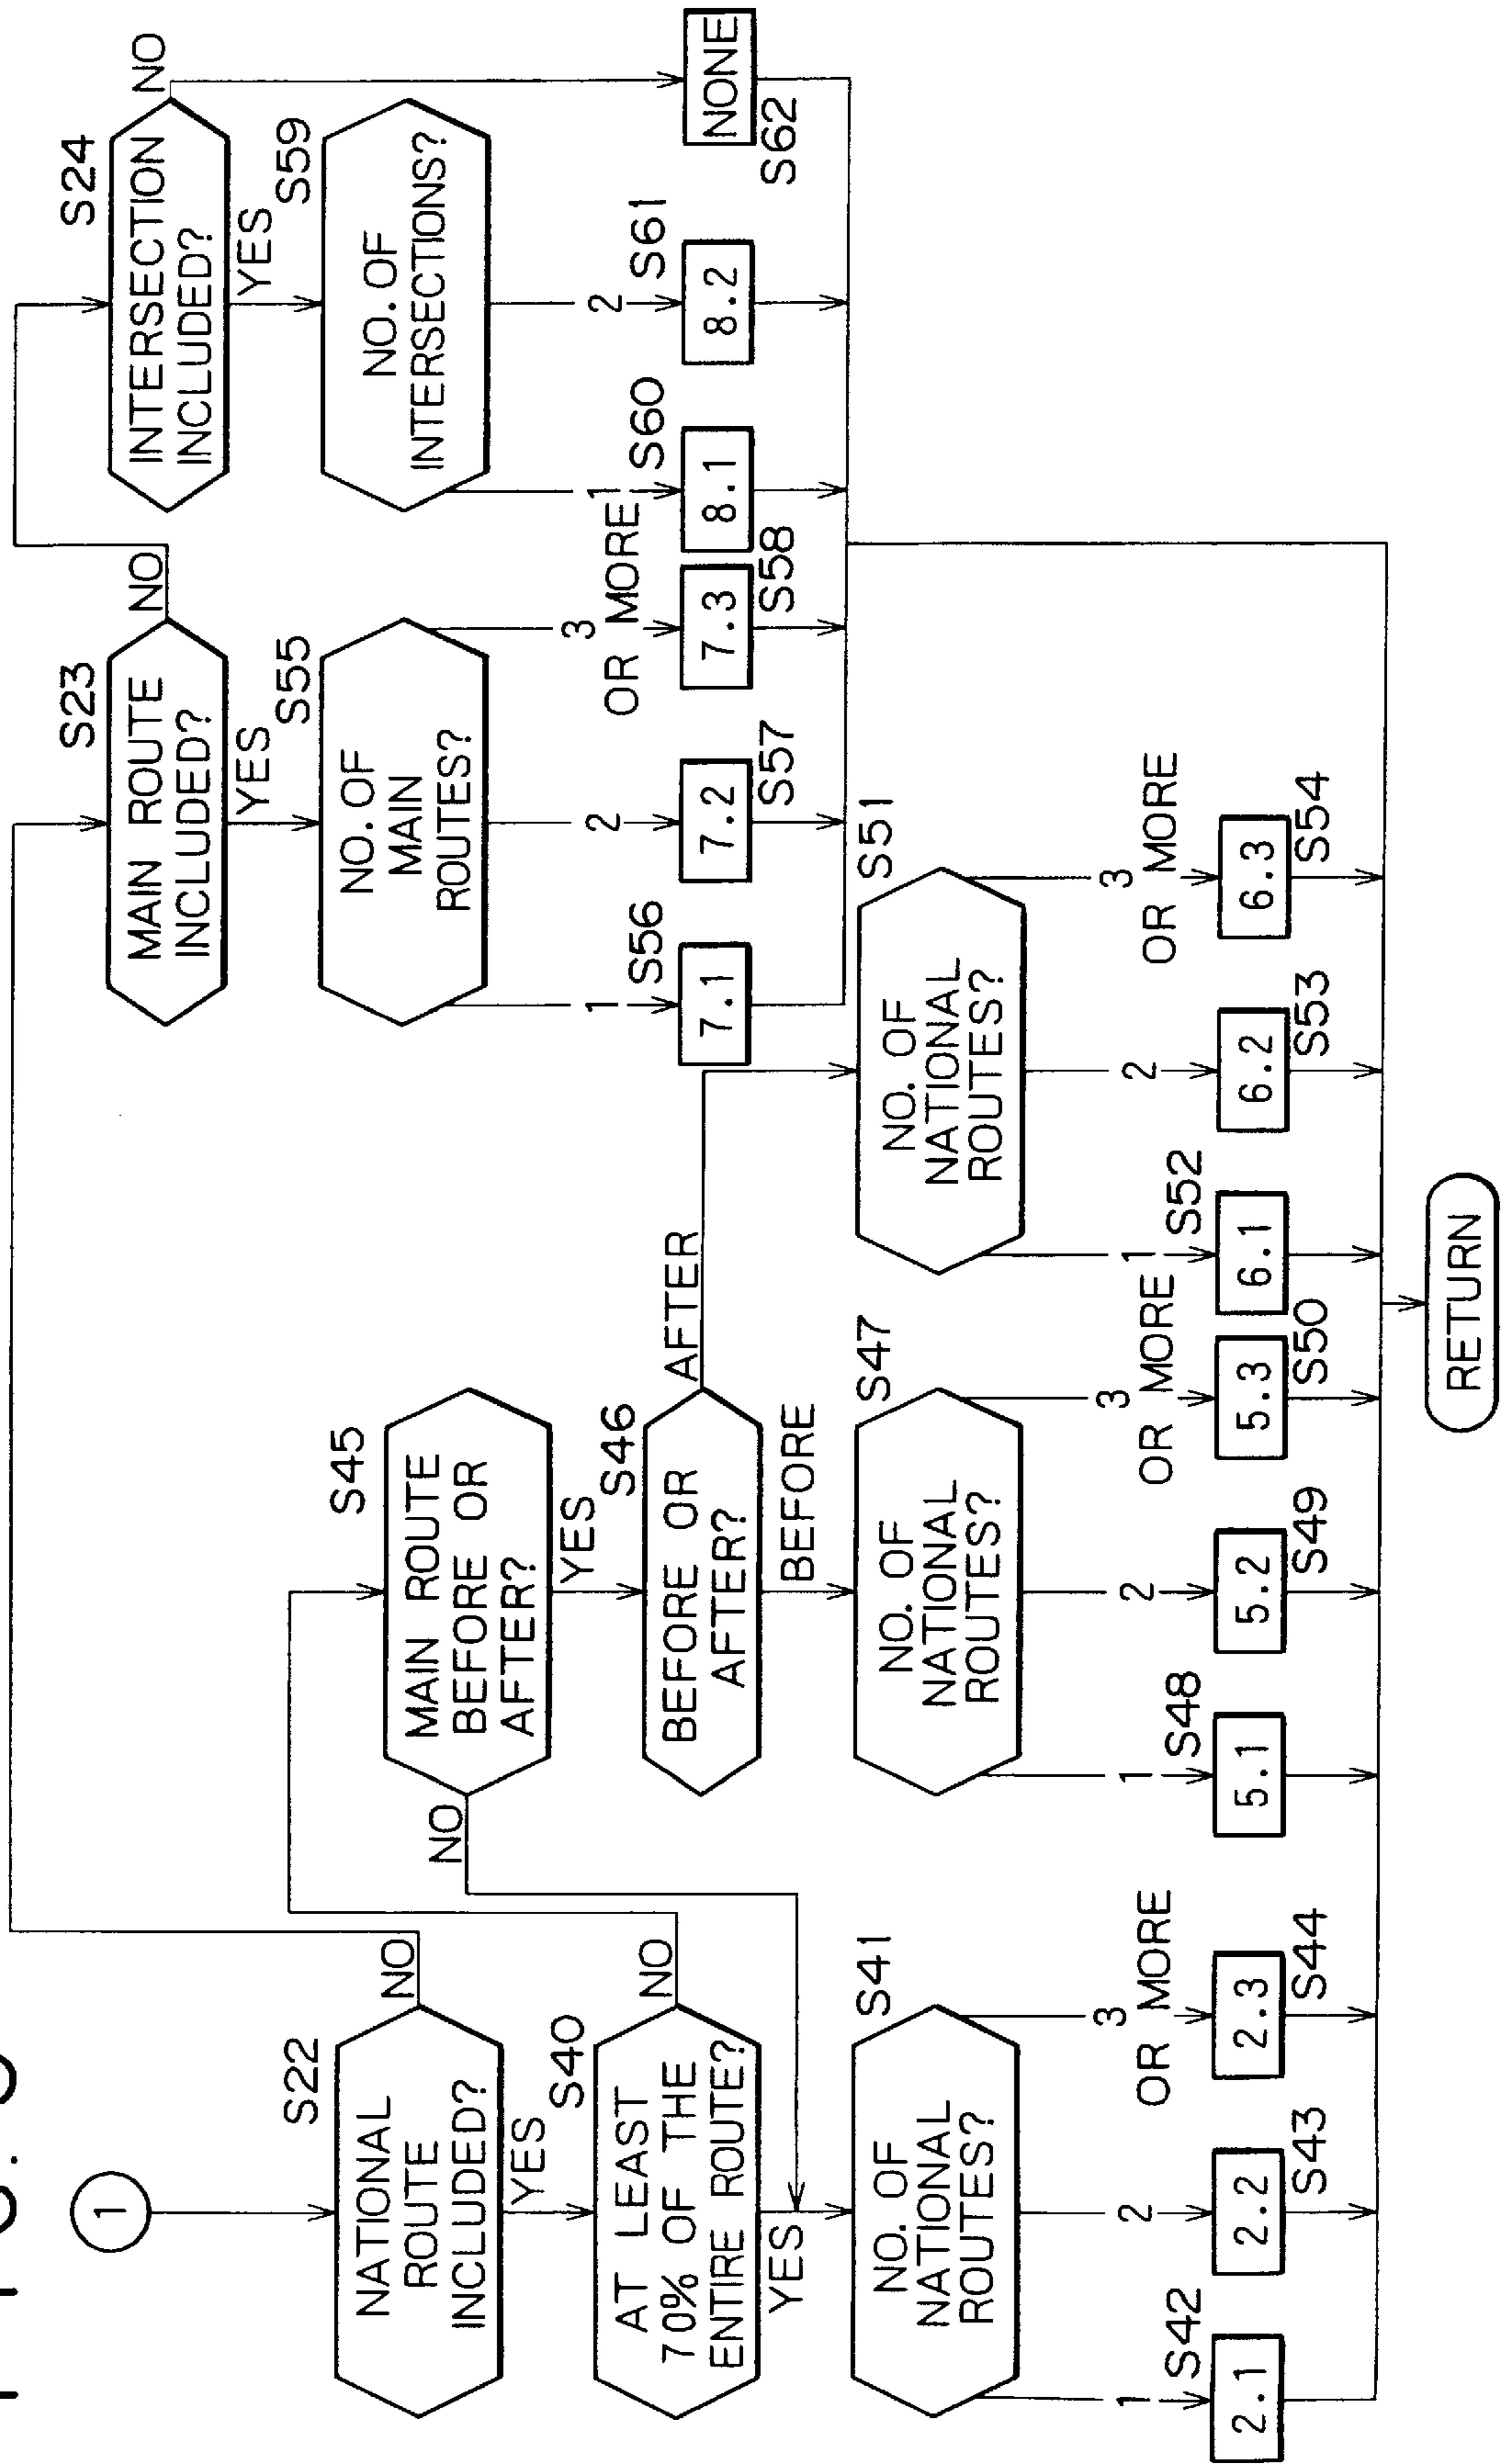 1
S22
NATIONAL
ROUTE
INCLUDED?
NO
YES
S40
AT LEAST
70% OF THE
ENTIRE ROUTE?
NO
YES
S41
NO. OF
NATIONAL
ROUTES?
1
2
3
OR MORE
S42
2.1
2.2
S43
2.3
S44
S45
MAIN ROUTE
BEFORE OR
AFTER?
NO
YES
S46
BEFORE OR
AFTER?
AFTER
BEFORE
S47
NO. OF
NATIONAL
ROUTES?
1
2
3
OR MORE
S48
5.1
5.2
S49
5.3
S50
S51
NO. OF
NATIONAL
ROUTES?
1
2
3
OR MORE
S52
6.1
6.2
S53
6.3
S54
S23
MAIN ROUTE
INCLUDED?
NO
YES
S55
NO. OF
MAIN
ROUTES?
1
2
3
OR MORE
S56
7.1
7.2
S57
7.3
S58
S24
INTERSECTION
INCLUDED?
NO
YES
S59
NO. OF
INTERSECTIONS?
1
2
S60
8.1
S61
8.2
NONE
S62
RETURN